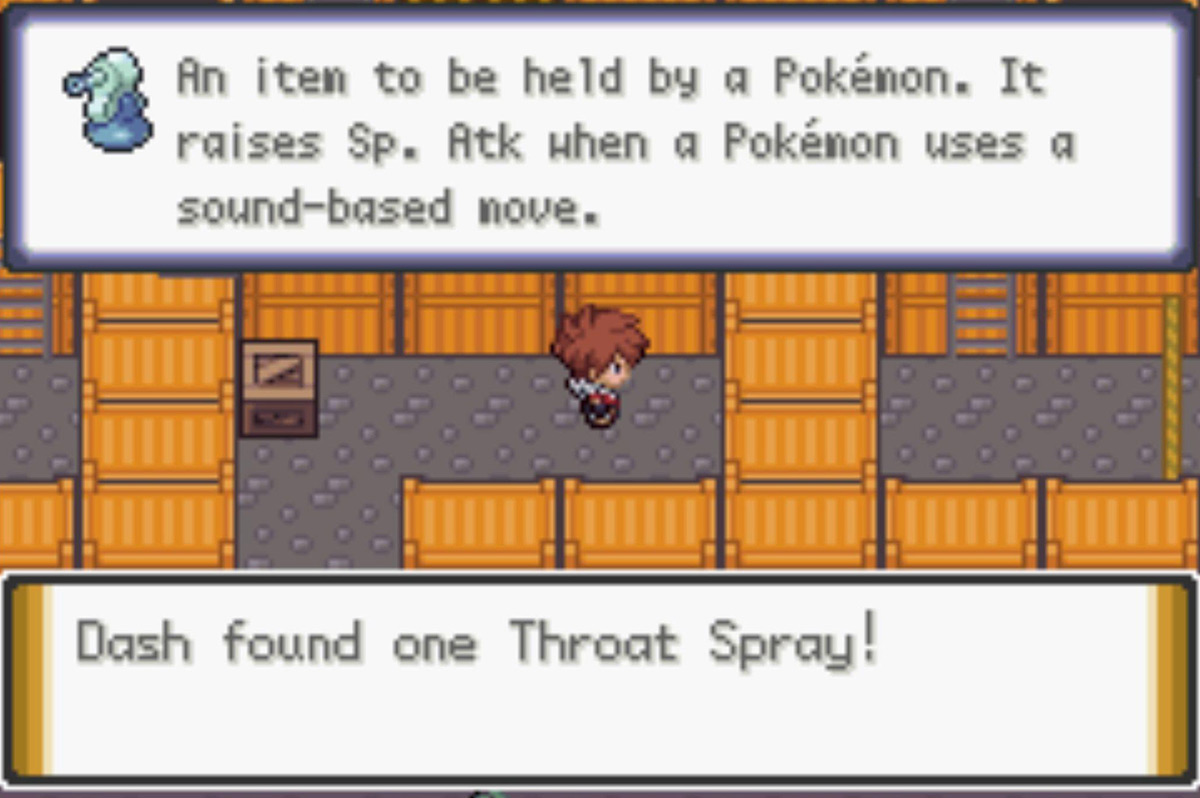 An item to be held by a Pokémon. It
raises Sp. Atk when a Pokémon uses a
sound-based move.
Dash found one Throat Spray!